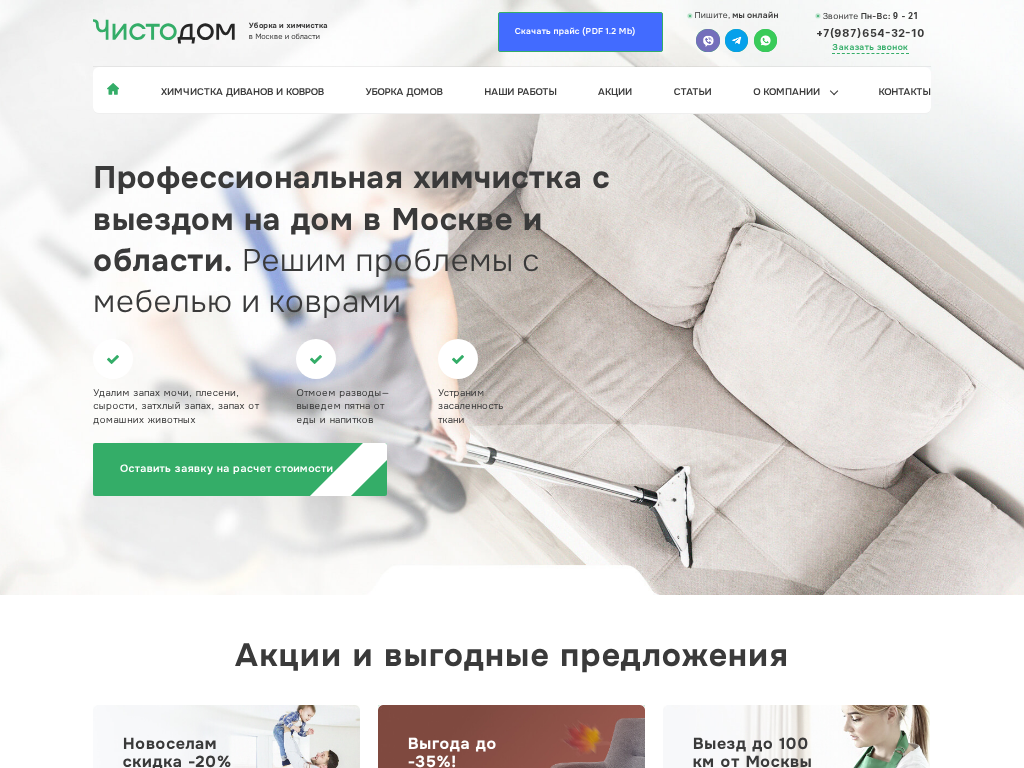 Чистодом
Уборка и химчистка
в Москве и области
Скачать прайс (PDF 1.2 Mb)
Пишите, мы онлайн
Звоните Пн-Вс: 9 - 21
+7(987)654-32-10
Заказать звонок
ХИМЧИСТКА ДИВАНОВ И КОВРОВ
УБОРКА ДОМОВ
НАШИ РАБОТЫ
АКЦИИ
СТАТЬИ
О КОМПАНИИ
КОНТАКТЫ
Профессиональная химчистка с
выездом на дом в Москве и
области. Решим проблемы с
мебелью и коврами
Удалим запах мочи, плесени,
сырости, затхлый запах, запах от
домашних животных
Отмоем разводы—
выведем пятна от
еды и напитков
Устраним
засаленность
ткани
Оставить заявку на расчет стоимости
Акции и выгодные предложения
Новоселам
скидка -20%
Выгода до
-35%!
Выезд до 100
км от Москвы